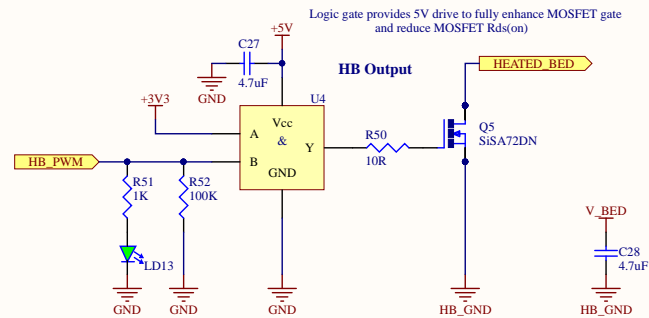 Logic gate provides 5V drive to fully enhance MOSFET gate
and reduce MOSFET Rds(on)
+5V
C27
4.7uF
GND
HB Output
HEATED_BED
+3V3
U4
Vcc
A
&
B
Y
GND
R50
10R
Q5
SiSA72DN
HB_PWM
R51
1K
R52
100K
LD13
V_BED
C28
4.7uF
GND
GND
GND
HB_GND
HB_GND